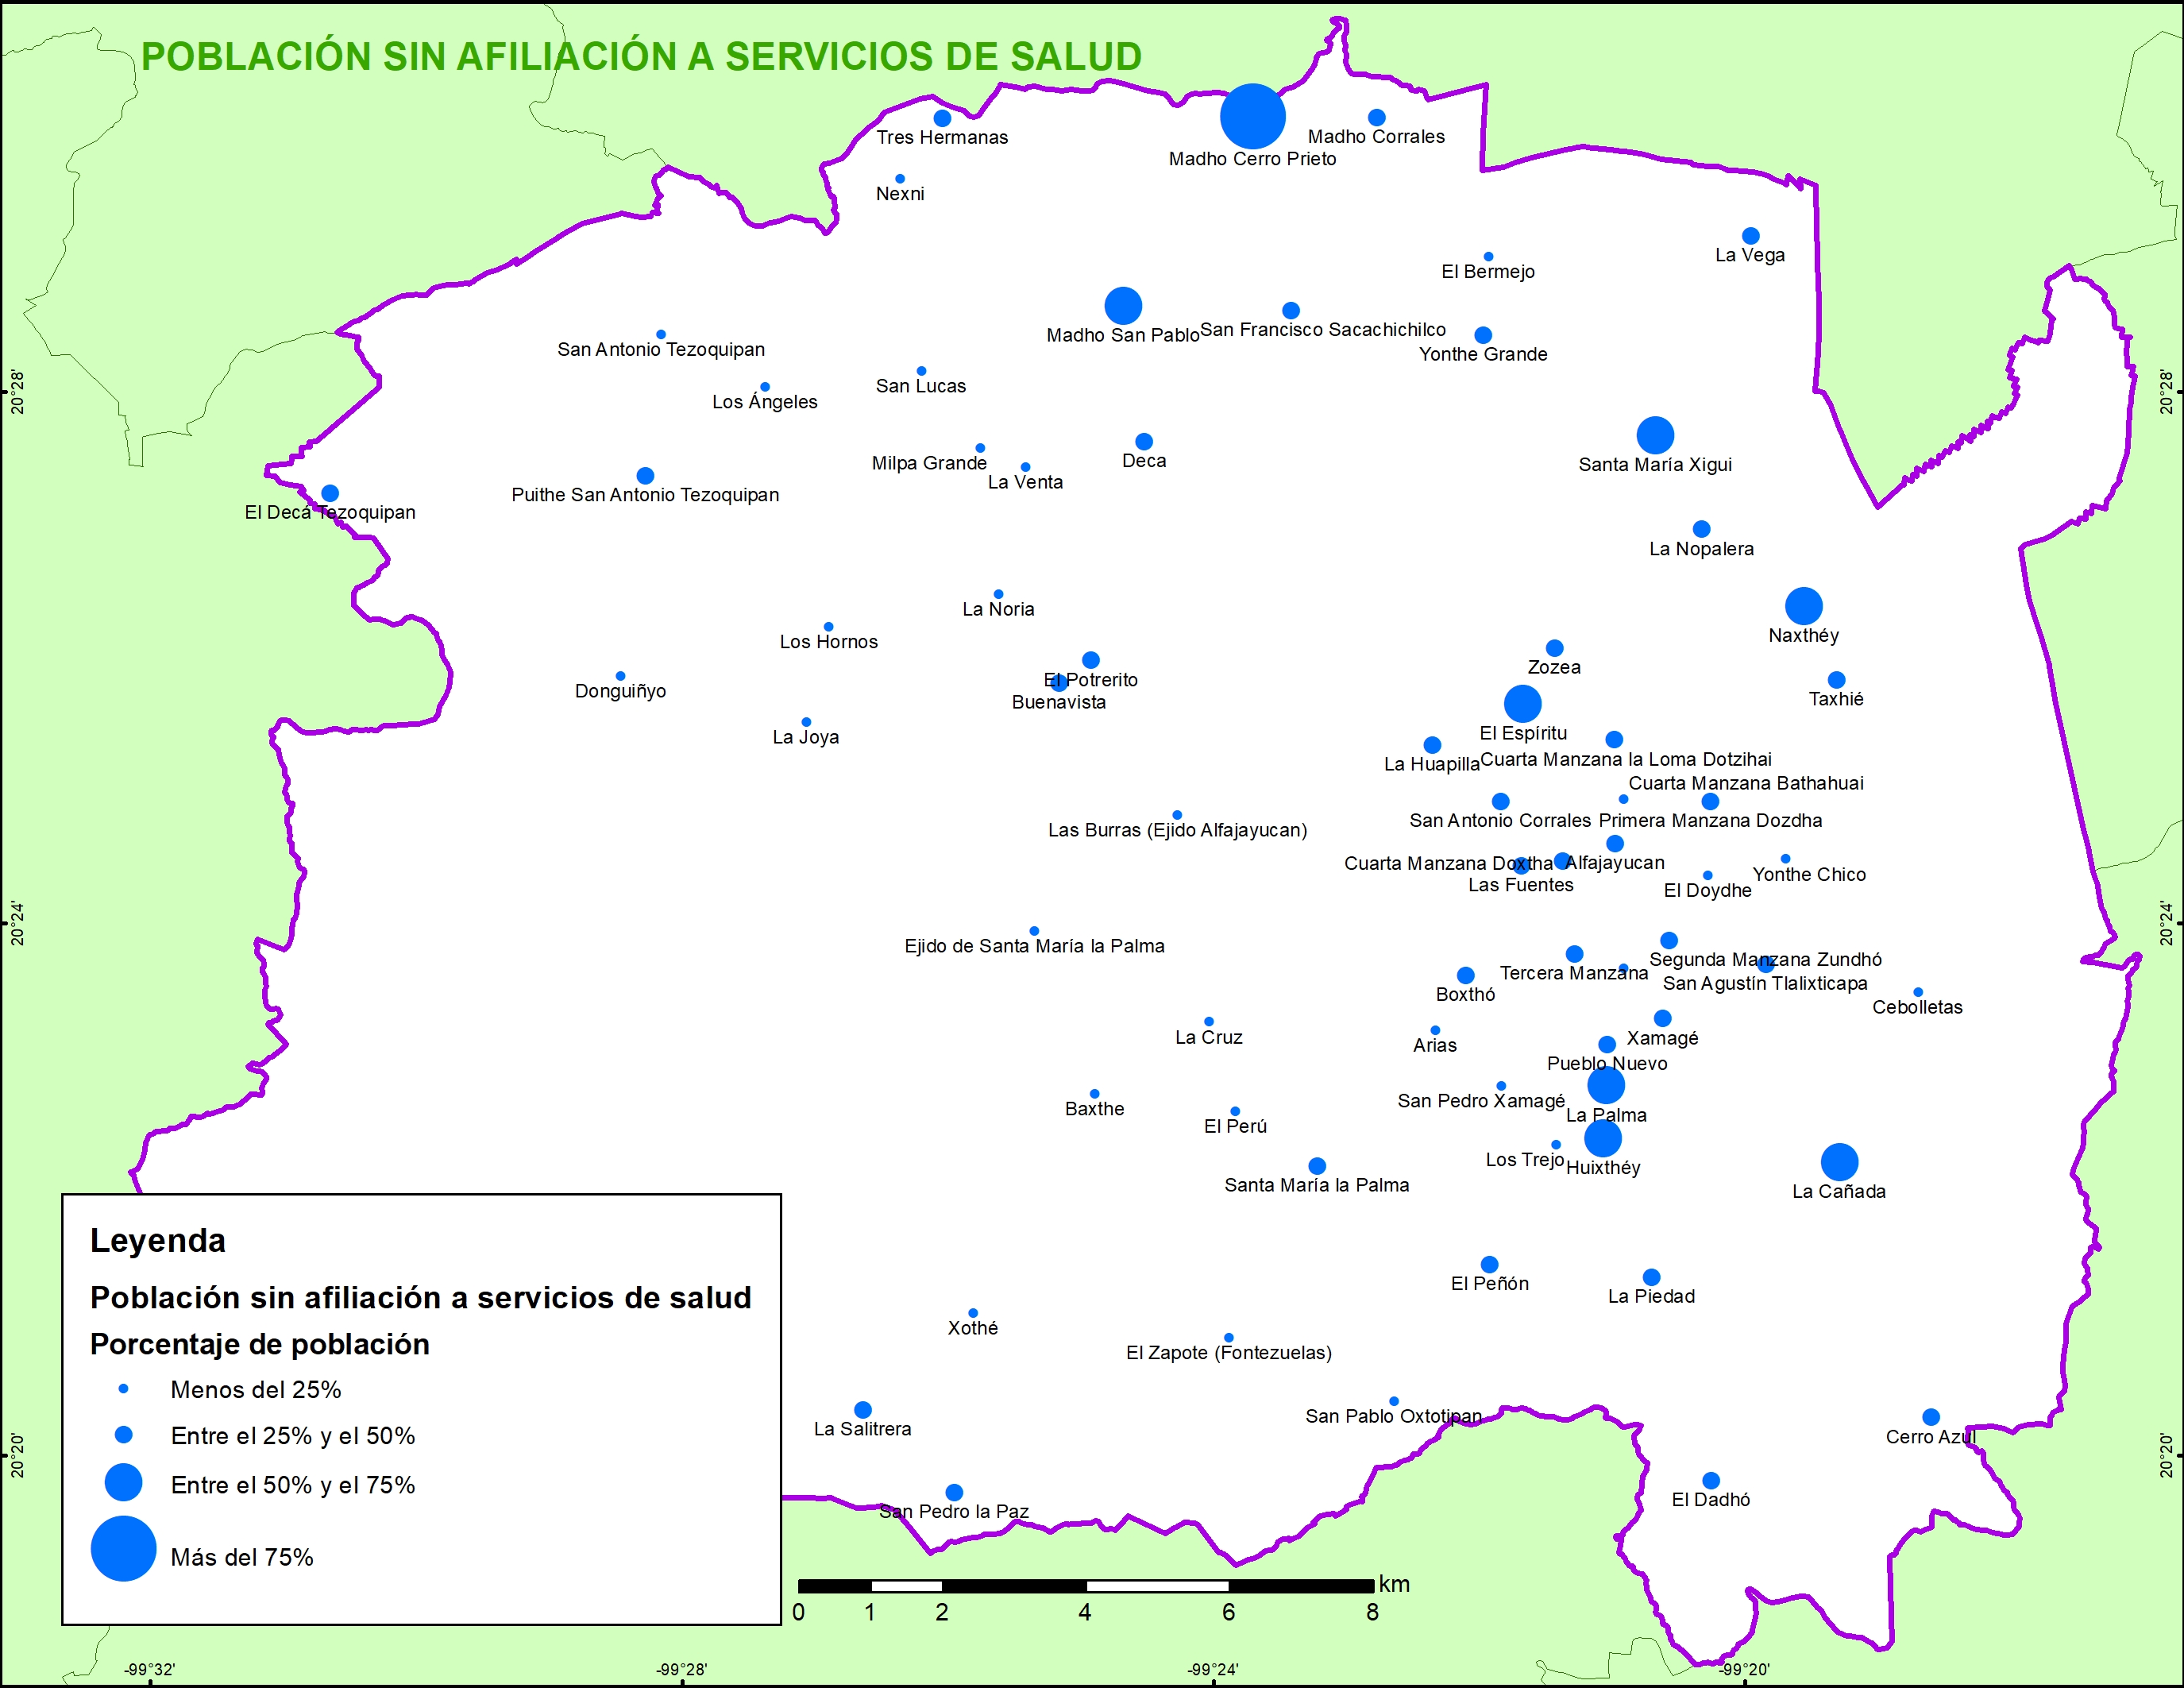 POBLACIÓN SIN AFILIACIÓN A SERVICIOS DE SALUD
Tres Hermanas
Madho Corrales
Madho Cerro Prieto
Nexni
La Vega
El Bermejo
Madho San Pablo
San Francisco Sacachichilco
San Antonio Tezoquipan
Yonthe Grande
20°28'
20°28'
San Lucas
Los Ángeles
Milpa Grande
Deca
Santa María Xigui
La Venta
Puithe San Antonio Tezoquipan
El Decá Tezoquipan
La Nopalera
La Noria
Naxthéy
Los Hornos
Zozea
El Potrerito
Donguiñyo
Buenavista
Taxhié
El Espíritu
La Joya
La Huapilla
Cuarta Manzana la Loma Dotzihai
Cuarta Manzana Bathahuai
Las Burras (Ejido Alfajayucan)
San Antonio Corrales
Primera Manzana Dozdha
Cuarta Manzana Doxtha
Alfajayucan
Yonthe Chico
Las Fuentes
El Doydhe
20°24'
20°24'
Ejido de Santa María la Palma
Segunda Manzana Zundhó
Tercera Manzana
San Agustín Tlalixticapa
Boxthó
Cebolletas
La Cruz
Arias
Xamagé
Pueblo Nuevo
Baxthe
San Pedro Xamagé
La Palma
El Perú
Los Trejo
Huixthéy
Santa María la Palma
La Cañada
Leyenda
Población sin afiliación a servicios de salud
Porcentaje de población
Menos del 25%
Entre el 25% y el 50%
Entre el 50% y el 75%
Más del 75%
El Peñón
La Piedad
Xothé
El Zapote (Fontezuelas)
San Pablo Oxtotipan
La Salitrera
Cerro Azul
20°20'
20°20'
El Dadhó
San Pedro la Paz
km
0 1 2 4 6 8
-99°32' -99°28' -99°24' -99°20'